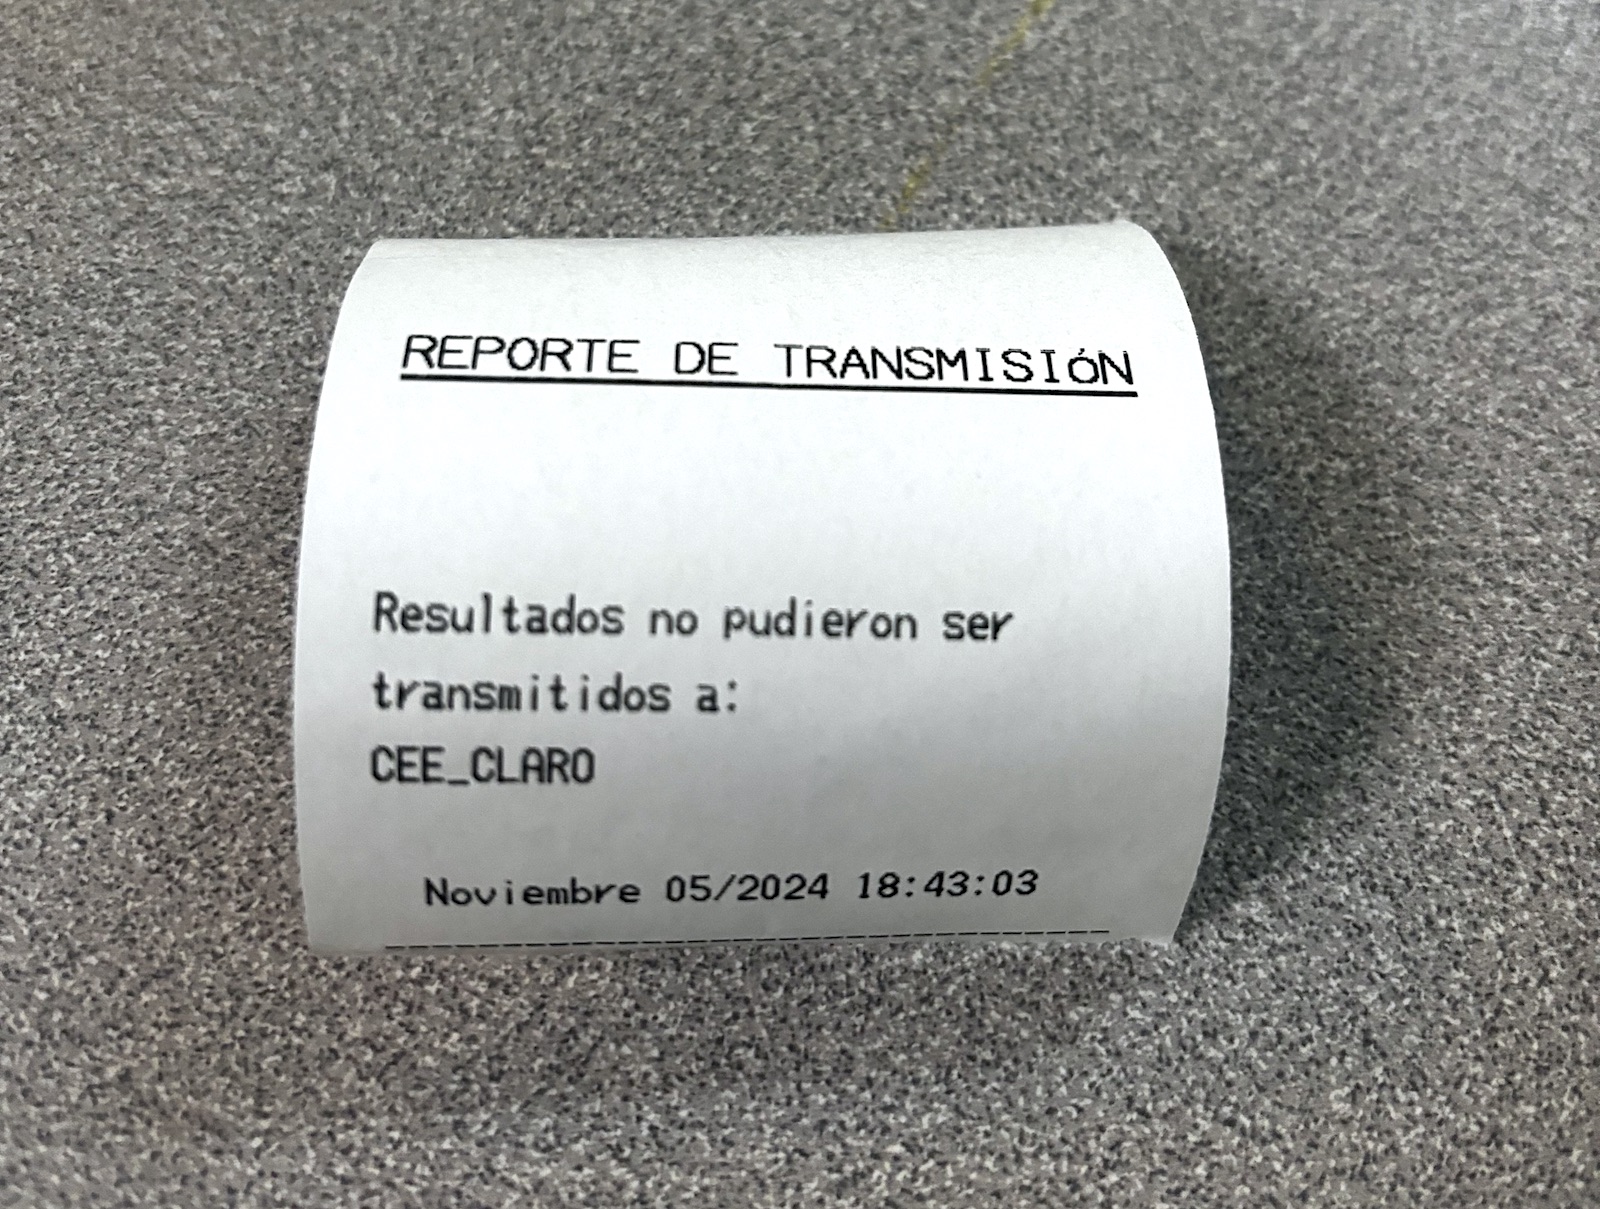 REPORTE DE TRANSMISIóN
Resultados no pudieron ser
transmitidos a:
CEE_CLARO
Noviembre 05/2024 18:43:03